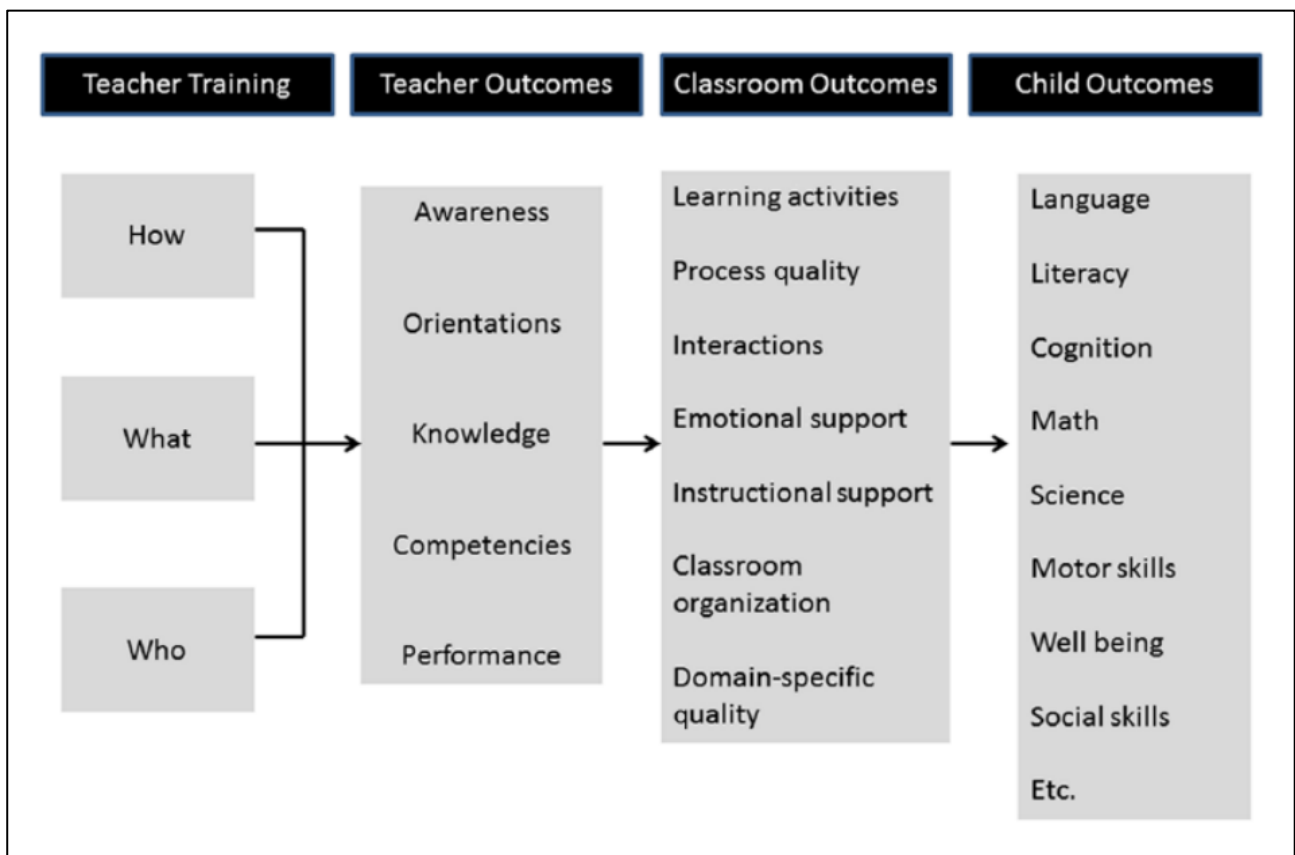 Teacher Training
Teacher Outcomes
Classroom Outcomes
Child Outcomes
How
What
Who
Awareness
Orientations
Knowledge
Competencies
Performance
Learning activities
Process quality
Interactions
Emotional support
Instructional support
Classroom
organization
Domain-specific
quality
Language
Literacy
Cognition
Math
Science
Motor skills
Well being
Social skills
Etc.